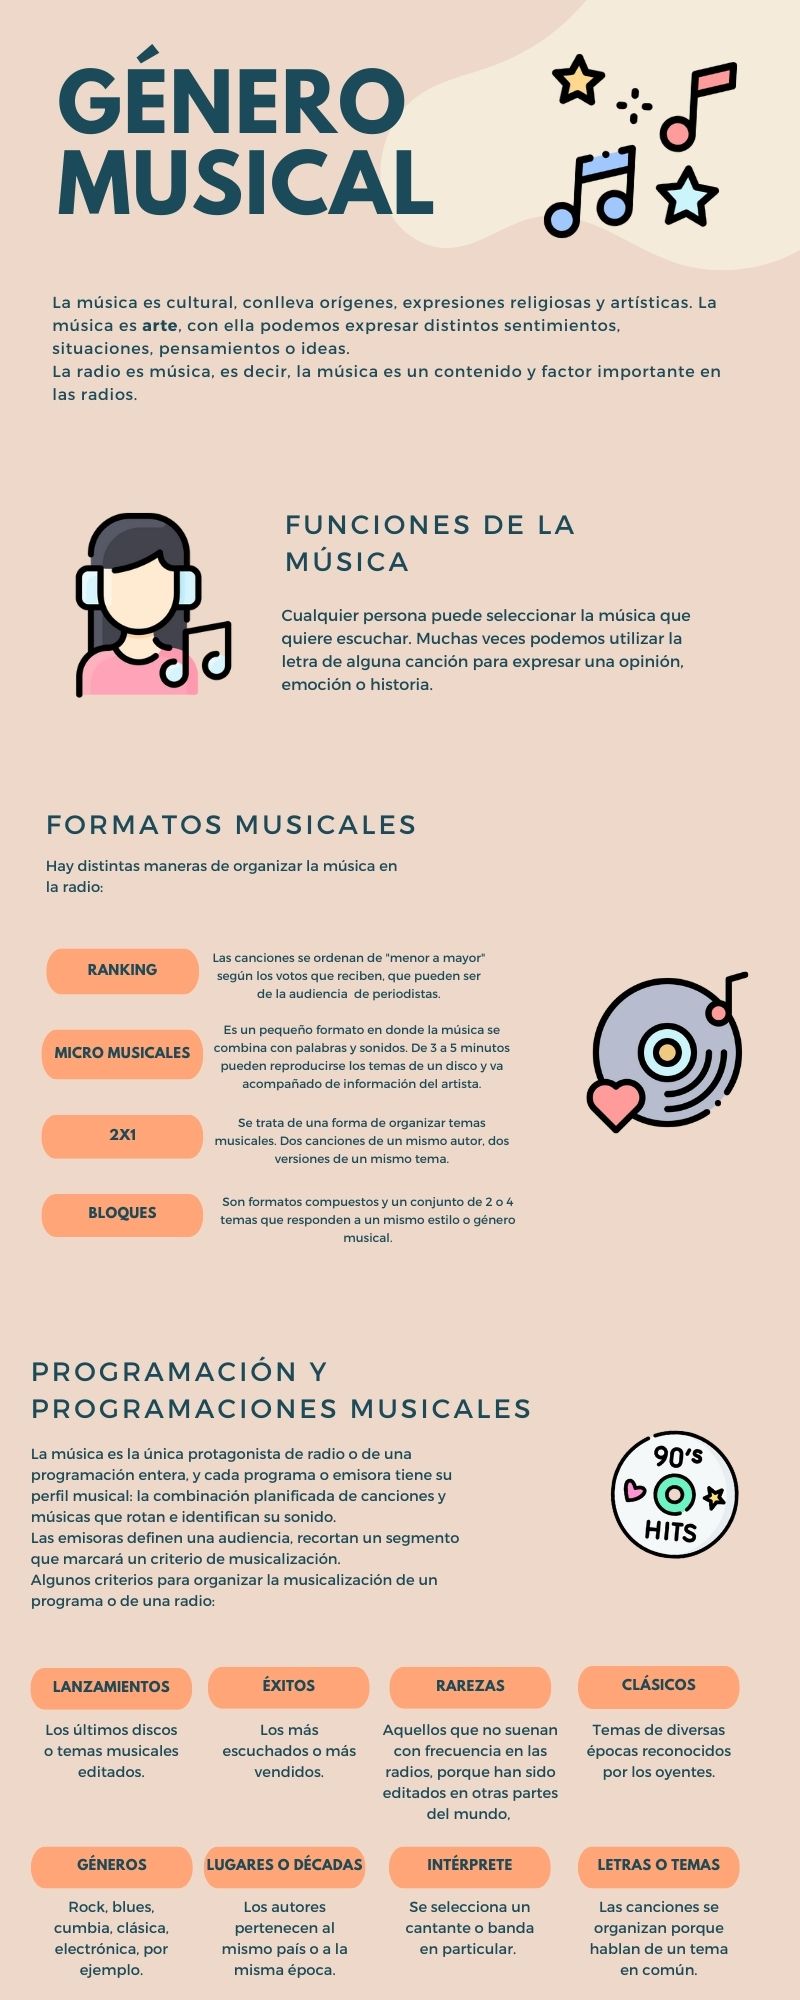 GÉNERO
MUSICAL
La música es cultural, conlleva orígenes, expresiones religiosas y artísticas. La
música es arte, con ella podemos expresar distintos sentimientos,
situaciones, pensamientos o ideas.
La radio es música, es decir, la música es un contenido y factor importante en
las radios.
FUNCIONES DE LA
MÚSICA
Cualquier persona puede seleccionar la música que
quiere escuchar. Muchas veces podemos utilizar la
letra de alguna canción para expresar una opinión,
emoción o historia.
FORMATOS MUSICALES
Hay distintas maneras de organizar la música en
la radio:
RANKING
Las canciones se ordenan de "menor a mayor"
según los votos que reciben, que pueden ser
de la audiencia de periodistas.
MICRO MUSICALES
Es un pequeño formato en donde la música se
combina con palabras y sonidos. De 3 a 5 minutos
pueden reproducirse los temas de un disco y va
acompañado de información del artista.
2X1
Se trata de una forma de organizar temas
musicales. Dos canciones de un mismo autor, dos
versiones de un mismo tema.
BLOQUES
Son formatos compuestos y un conjunto de 2 o 4
temas que responden a un mismo estilo o género
musical.
PROGRAMACIÓN Y
PROGRAMACIONES MUSICALES
La música es la única protagonista de radio o de una
programación entera, y cada programa o emisora tiene su
perfil musical: la combinación planificada de canciones y
músicas que rotan e identifican su sonido.
Las emisoras definen una audiencia, recortan un segmento
que marcará un criterio de musicalización.
Algunos criterios para organizar la musicalización de un
programa o de una radio:
90's
HITS
LANZAMIENTOS
Los últimos discos
o temas musicales
editados.
ÉXITOS
Los más
escuchados o más
vendidos.
RAREZAS
Aquellos que no suenan
con frecuencia en las
radios, porque han sido
editados en otras partes
del mundo,
CLÁSICOS
Temas de diversas
épocas reconocidos
por los oyentes.
GÉNEROS
Rock, blues,
cumbia, clásica,
electrónica, por
ejemplo.
LUGARES O DÉCADAS
Los autores
pertenecen al
mismo país o a la
misma época.
INTÉRPRETE
Se selecciona un
cantante o banda
en particular.
LETRAS O TEMAS
Las canciones se
organizan porque
hablan de un tema
en común.